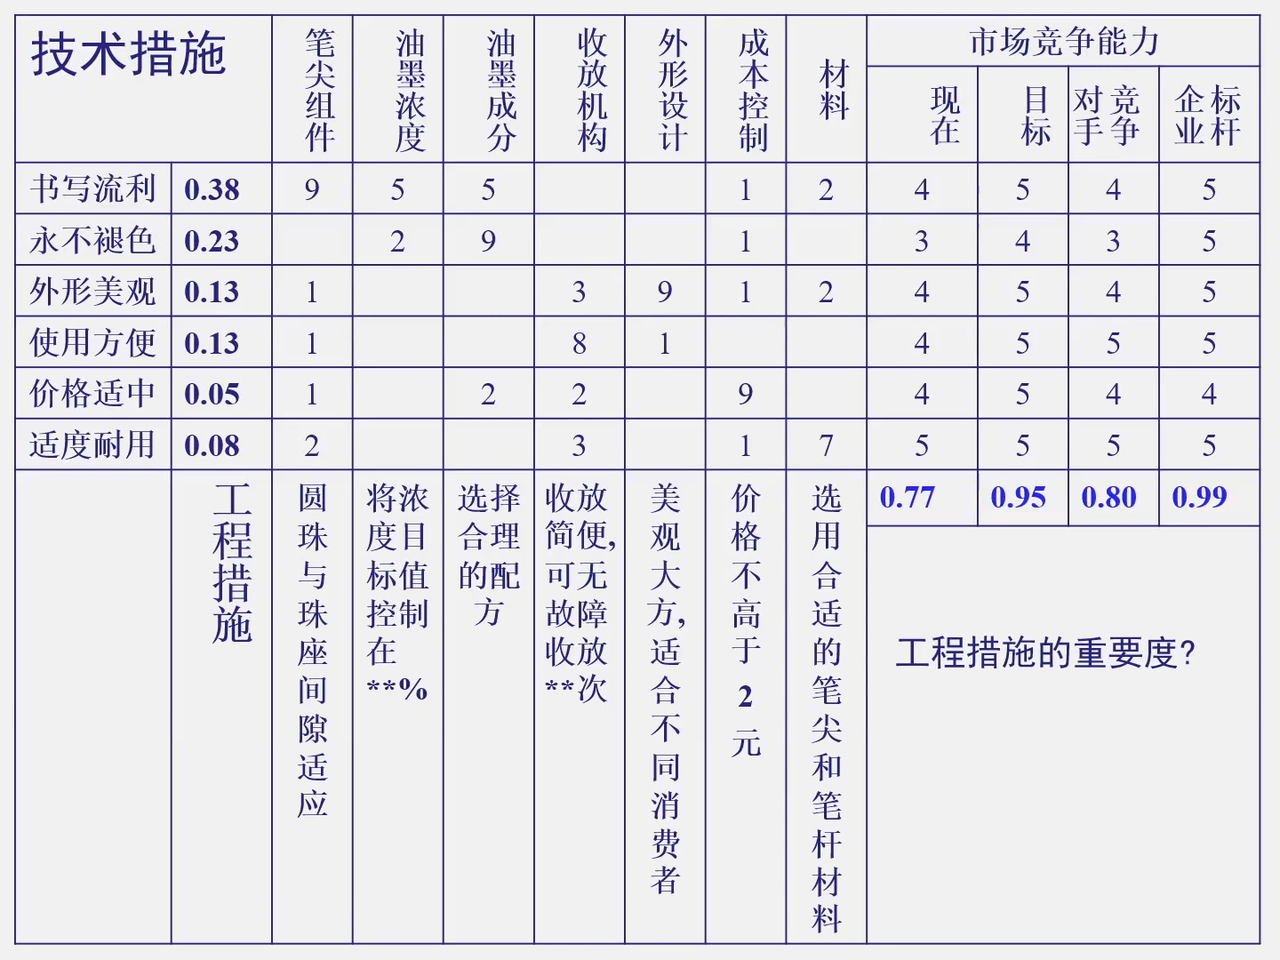 技术措施 笔尖组件 油墨浓度 油墨成分 收放机构 外形设计 成本控制 材料 市场竞争能力
现在 目标 竞争对手 标杆企业
书写流利 0.38 9 5 5 1 2 4 5 4 5
永不褪色 0.23 2 9 1 3 4 3 5
外形美观 0.13 1 3 9 1 2 4 5 4 5
使用方便 0.13 1 8 1 4 5 5 5
价格适中 0.05 1 2 2 9 4 5 4 4
适度耐用 0.08 2 3 1 7 5 5 5 5
工程措施 圆珠与珠座间隙适应 将浓度目标值控制在**% 选择合理的配方 收放简便,可无故障收放**次 美观大方,适合不同消费者 价格不高于2元 选用合适的笔尖和笔杆材料 0.77 0.95 0.80 0.99
工程措施的重要度?